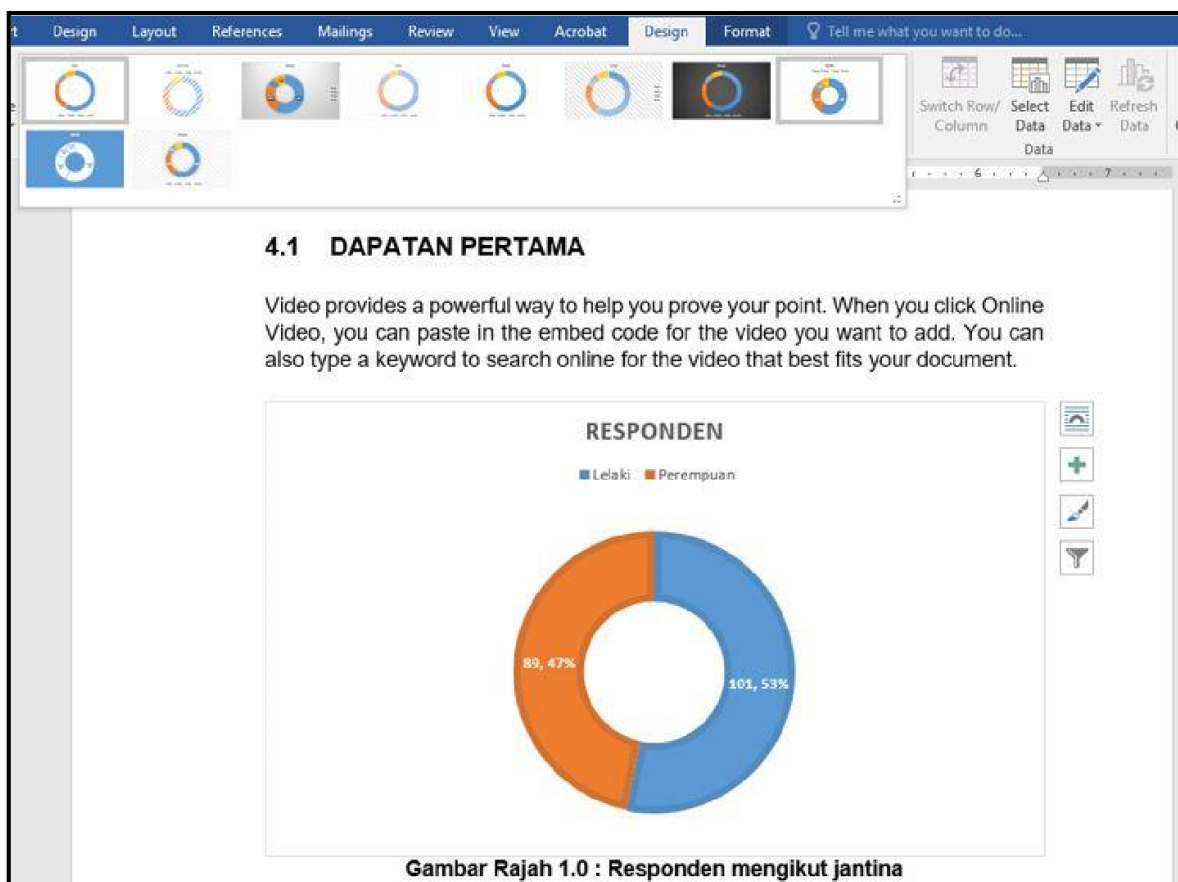 Design Layout References Mailings Review View Acrobat Design Format Tell me what you want to do...
Switch Row/ Select Edit Refresh
Column Data Data Data
Data
6 7
4.1 DAPATAN PERTAMA
Video provides a powerful way to help you prove your point. When you click Online
Video, you can paste in the embed code for the video you want to add. You can
also type a keyword to search online for the video that best fits your document.
RESPONDEN
Lelaki Perempuan
89, 47%
101, 53%
Gambar Rajah 1.0 : Responden mengikut jantina